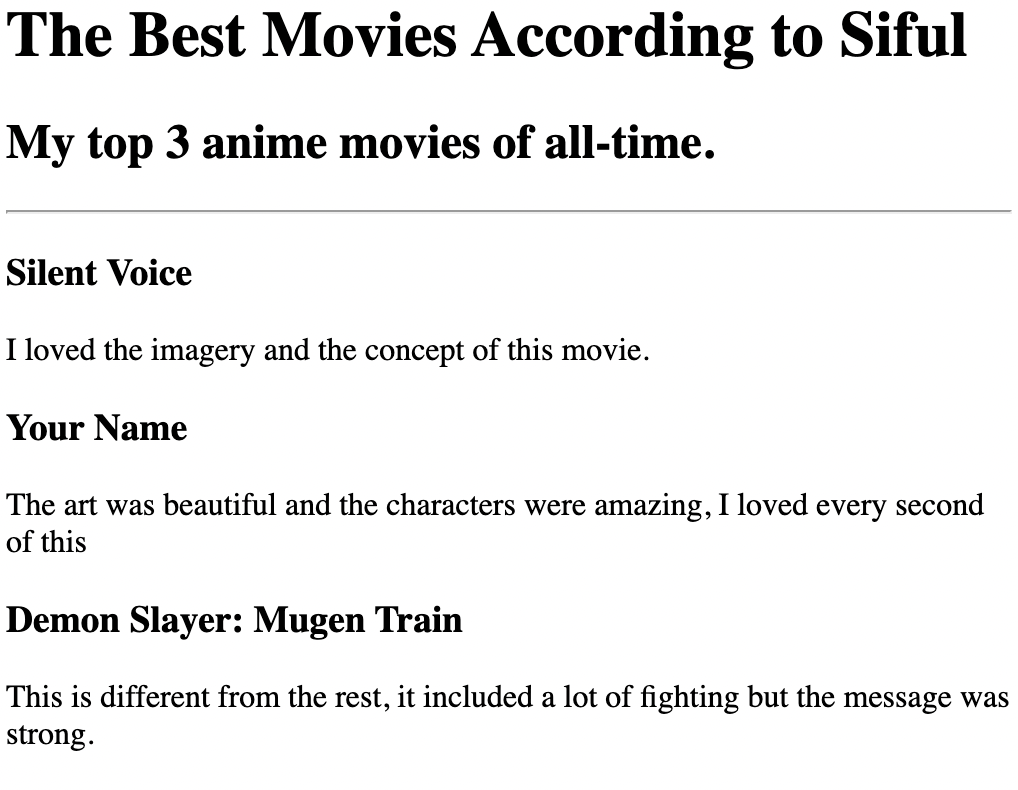 The Best Movies According to Siful
My top 3 anime movies of all-time.
Silent Voice
I loved the imagery and the concept of this movie.
Your Name
The art was beautiful and the characters were amazing, I loved every second
of this
Demon Slayer: Mugen Train
This is different from the rest, it included a lot of fighting but the message was
strong.